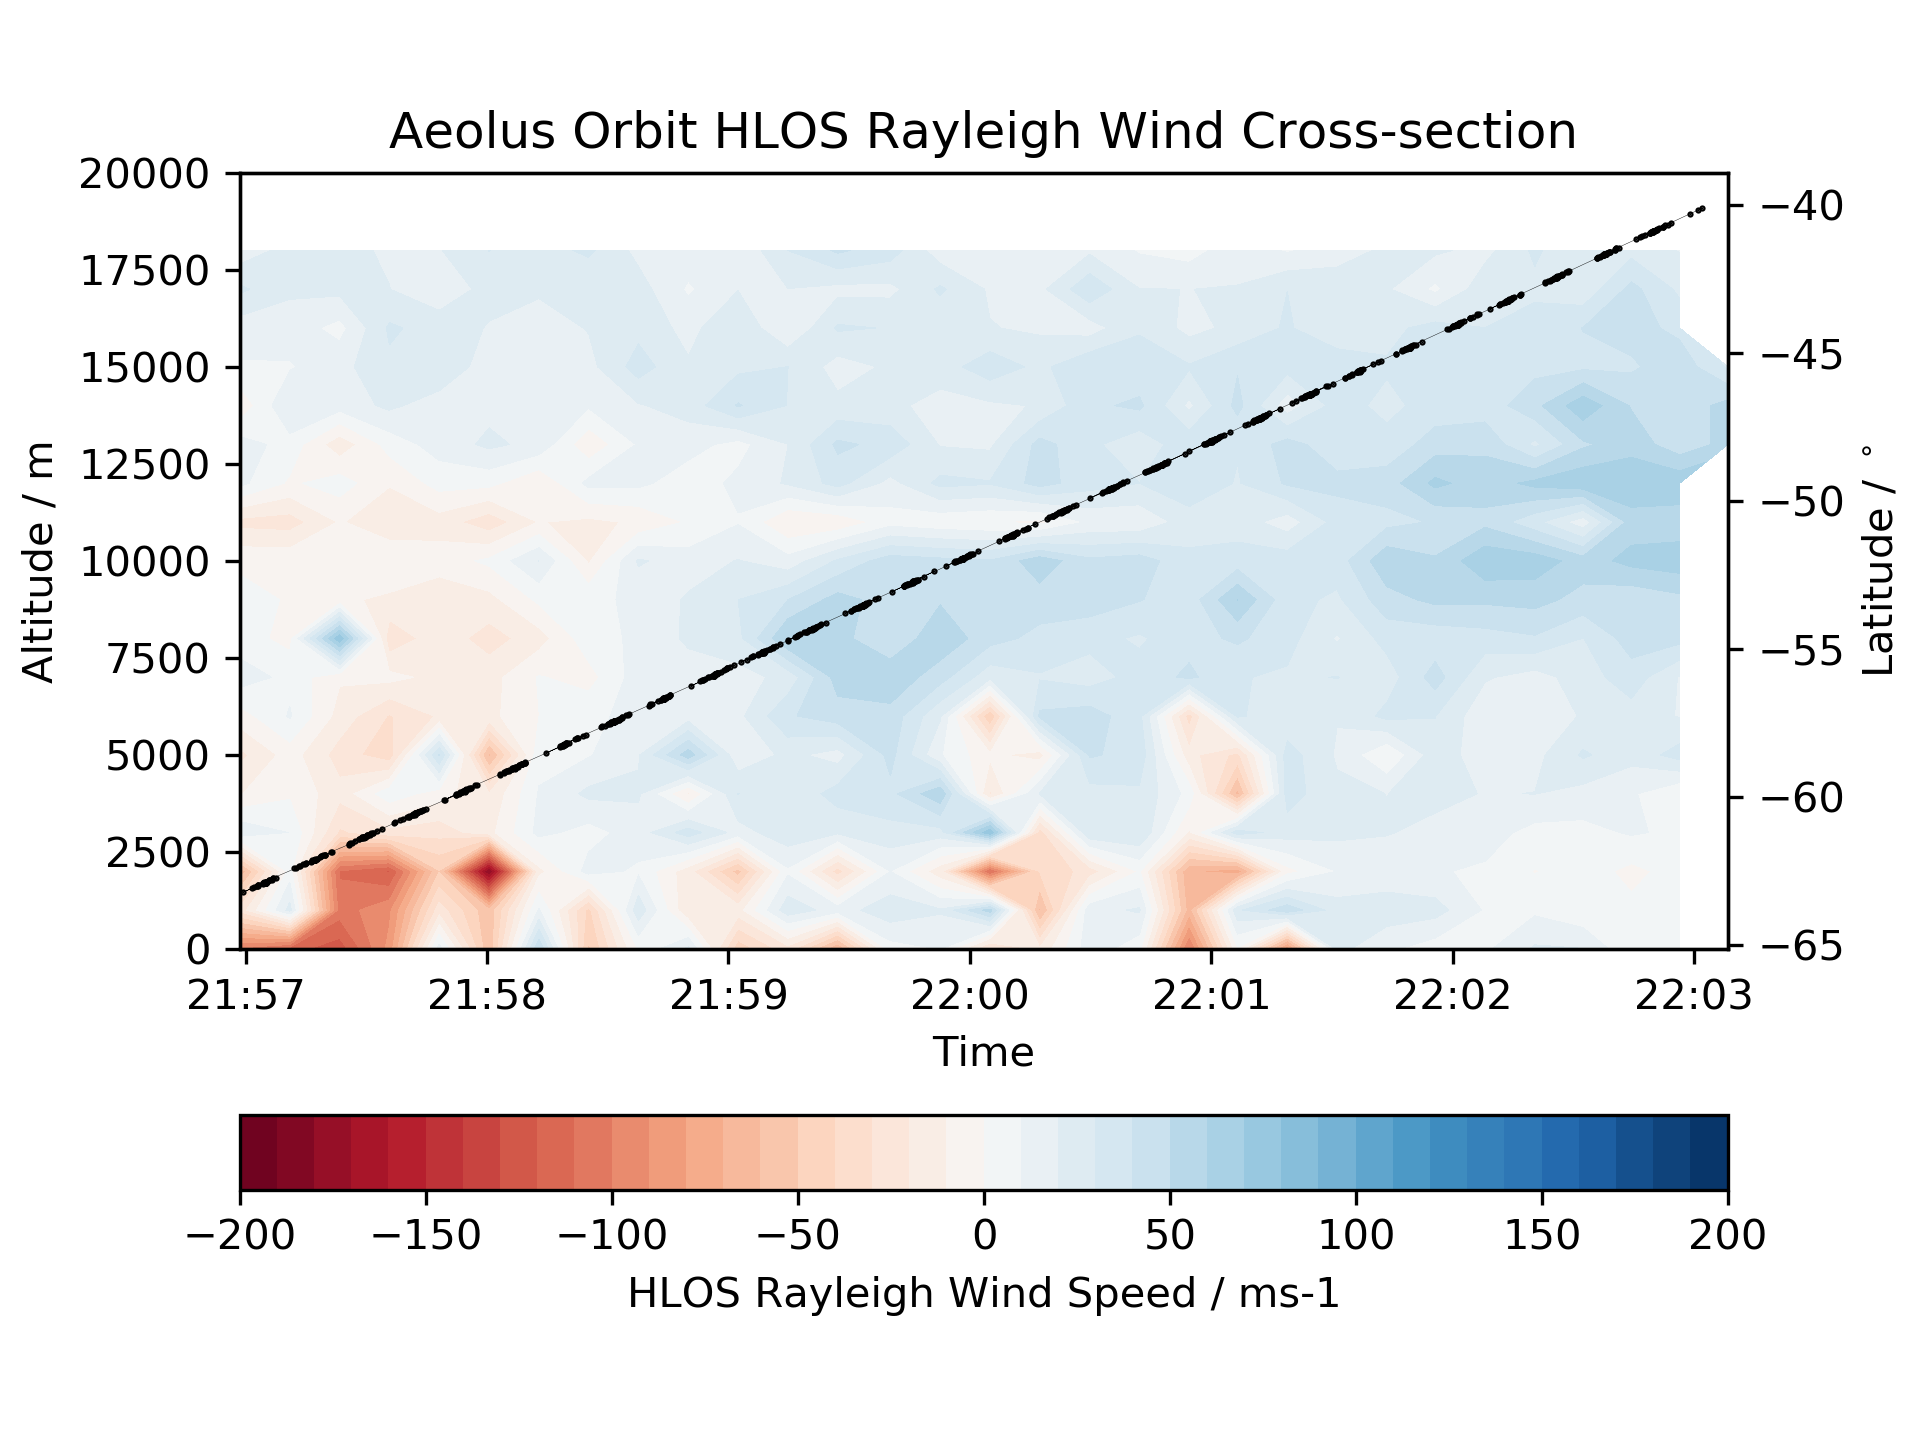 Aeolus Orbit HLOS Rayleigh Wind Cross-section
20000
17500
15000
12500
10000
7500
5000
2500
0
Altitude / m
−40
−45
−50
−55
−60
−65
Latitude / °
21:57 21:58 21:59 22:00 22:01 22:02 22:03
Time
−200 −150 −100 −50 0 50 100 150 200
HLOS Rayleigh Wind Speed / ms-1